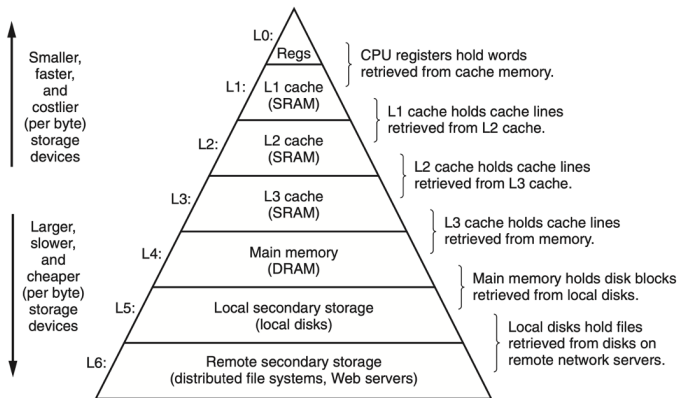 L0:
Regs
CPU registers hold words
retrieved from cache memory.
Smaller,
faster,
and
costlier
(per byte)
storage
devices
L1:
L1 cache
(SRAM)
L1 cache holds cache lines
retrieved from L2 cache.
L2:
L2 cache
(SRAM)
L2 cache holds cache lines
retrieved from L3 cache.
L3:
L3 cache
(SRAM)
L3 cache holds cache lines
retrieved from memory.
Larger,
slower,
and
cheaper
(per byte)
storage
devices
L4:
Main memory
(DRAM)
Main memory holds disk blocks
retrieved from local disks.
L5:
Local secondary storage
(local disks)
Local disks hold files
retrieved from disks on
remote network servers.
L6:
Remote secondary storage
(distributed file systems, Web servers)